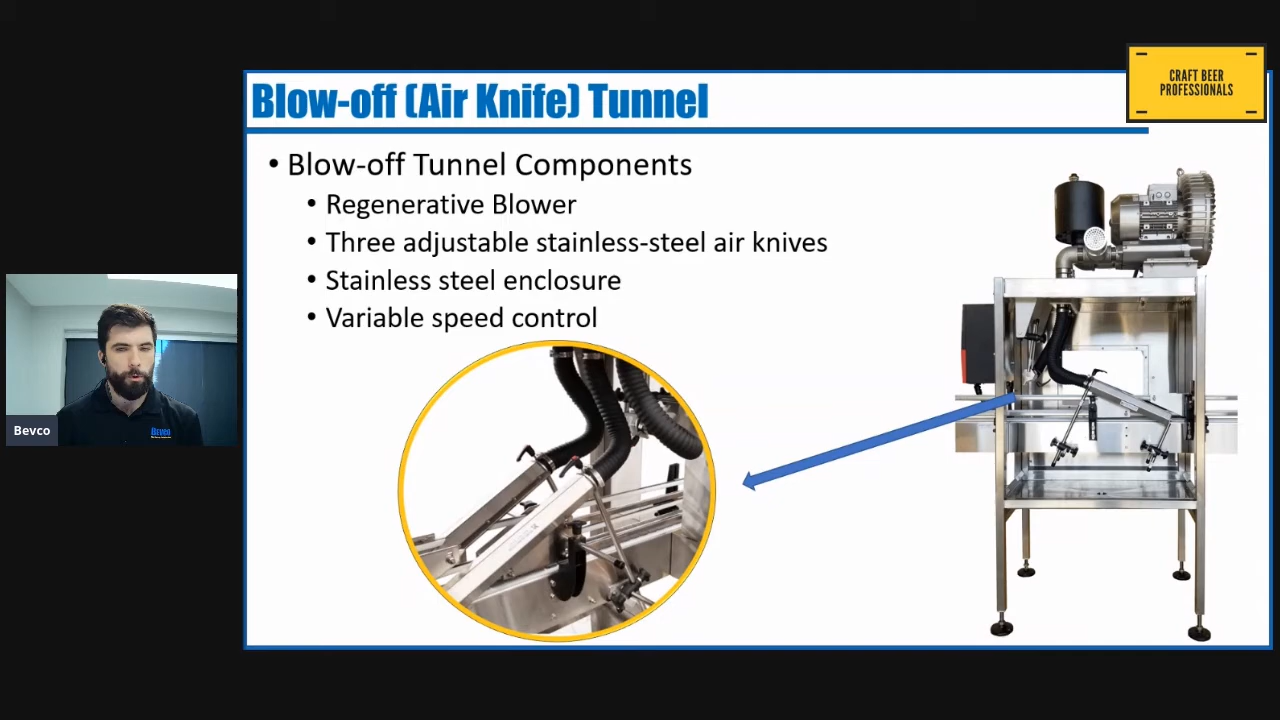 Blow-off (Air Knife) Tunnel
CRAFT BEER
PROFESSIONALS
• Blow-off Tunnel Components
• Regenerative Blower
• Three adjustable stainless-steel air knives
• Stainless steel enclosure
• Variable speed control
Bevco
Bevco